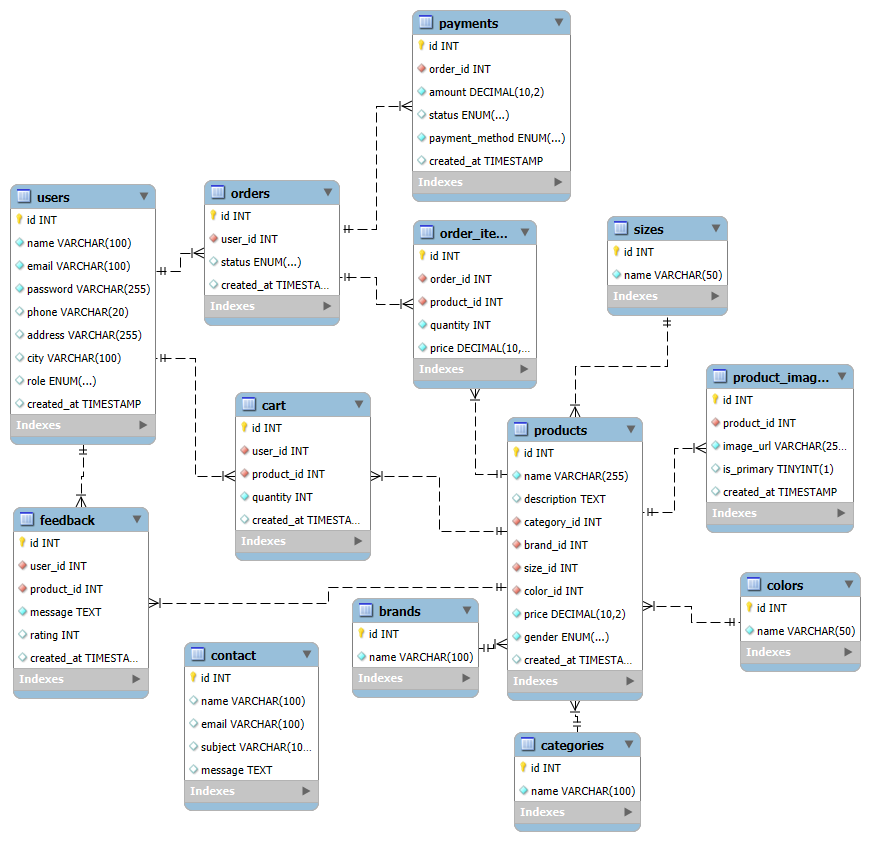 payments
id INT
order_id INT
amount DECIMAL(10,2)
status ENUM(...)
payment_method ENUM(...)
created_at TIMESTAMP
Indexes
users
id INT
name VARCHAR(100)
email VARCHAR(100)
password VARCHAR(255)
phone VARCHAR(20)
address VARCHAR(255)
city VARCHAR(100)
role ENUM(...)
created_at TIMESTAMP
Indexes
orders
id INT
user_id INT
status ENUM(...)
created_at TIMESTA...
Indexes
order_ite...
id INT
order_id INT
product_id INT
quantity INT
price DECIMAL(10,...
Indexes
sizes
id INT
name VARCHAR(50)
Indexes
product_imag...
id INT
product_id INT
image_url VARCHAR(25...
is_primary TINYINT(1)
created_at TIMESTAMP
Indexes
cart
id INT
user_id INT
product_id INT
quantity INT
created_at TIMESTA...
Indexes
products
id INT
name VARCHAR(255)
description TEXT
category_id INT
brand_id INT
size_id INT
color_id INT
price DECIMAL(10,2)
gender ENUM(...)
created_at TIMESTA...
Indexes
feedback
id INT
user_id INT
product_id INT
message TEXT
rating INT
created_at TIMESTA...
Indexes
colors
id INT
name VARCHAR(50)
Indexes
brands
id INT
name VARCHAR(100)
Indexes
contact
id INT
name VARCHAR(100)
email VARCHAR(100)
subject VARCHAR(10...
message TEXT
Indexes
categories
id INT
name VARCHAR(100)
Indexes